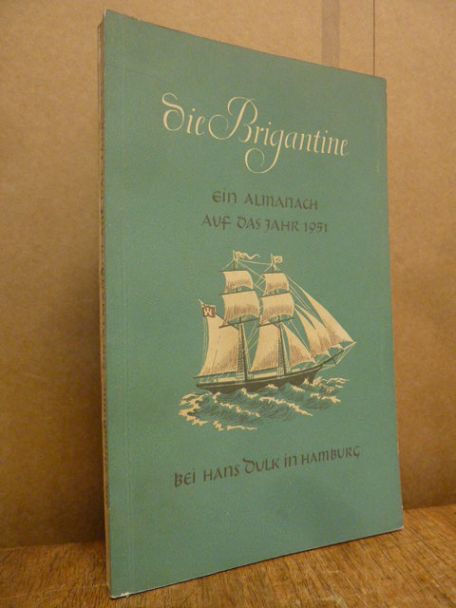 die Brigantine
EIN ALMANACH
AUF DAS JAHR 1951
BEI HANS DULK IN HAMBURG